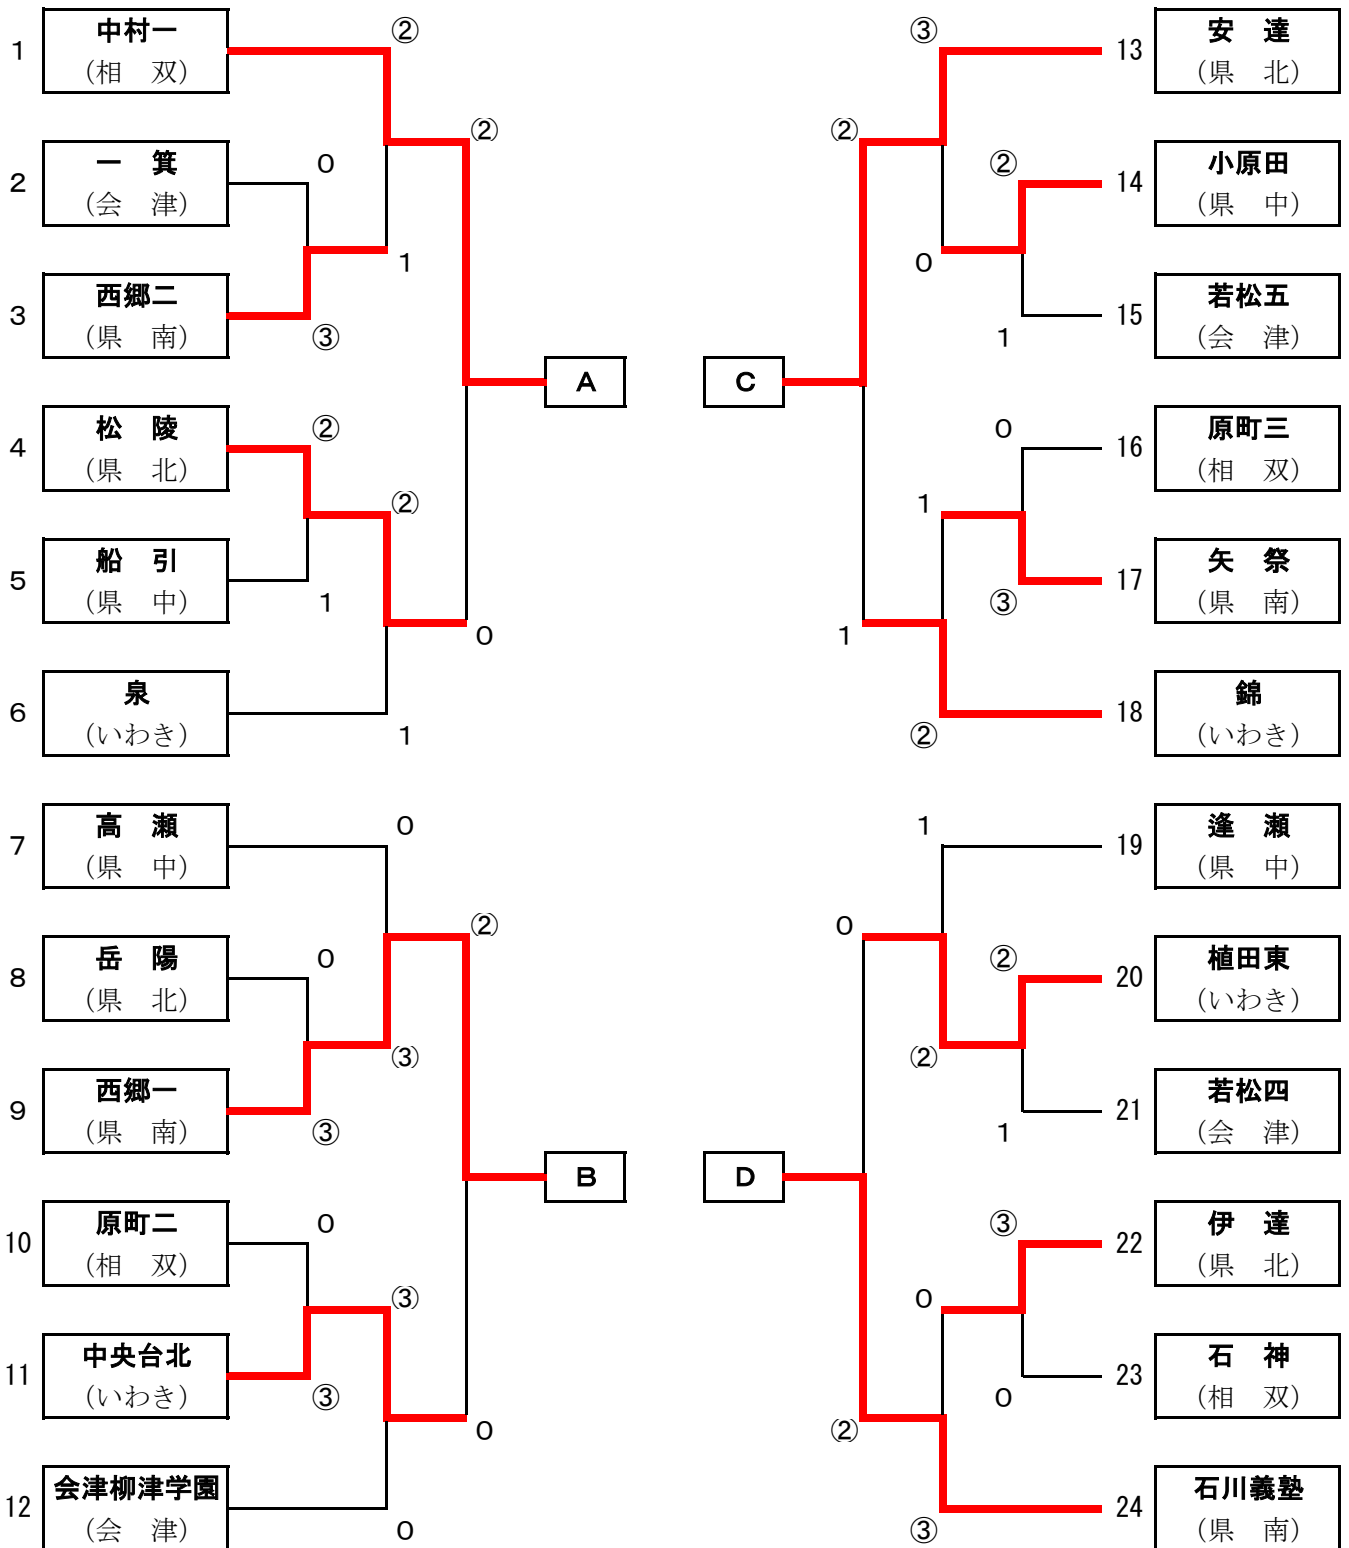 1
中村一
(相　双)
②
2
一　箕
(会　津)
0
②
3
西郷二
(県　南)
③
1
A
4
松　陵
(県　北)
②
②
5
船　引
(県　中)
1
0
6
泉
(いわき)
1
7
高　瀬
(県　中)
0
8
岳　陽
(県　北)
0
②
9
西郷一
(県　南)
③
③
B
10
原町二
(相　双)
0
③
11
中央台北
(いわき)
③
0
12
会津柳津学園
(会　津)
0
③
13
安　達
(県　北)
②
②
14
小原田
(県　中)
0
1
15
若松五
(会　津)
C
0
16
原町三
(相　双)
1
③
17
矢　祭
(県　南)
1
②
18
錦
(いわき)
1
19
逢　瀬
(県　中)
0
②
20
植田東
(いわき)
②
1
21
若松四
(会　津)
D
③
22
伊　達
(県　北)
0
0
23
石　神
(相　双)
②
③
24
石川義塾
(県　南)